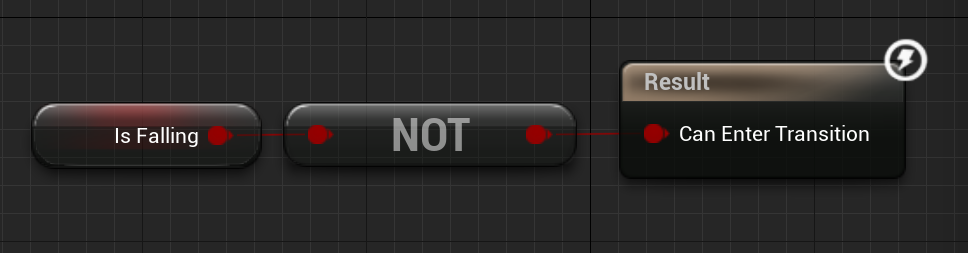 Is Falling
NOT
Result
Can Enter Transition